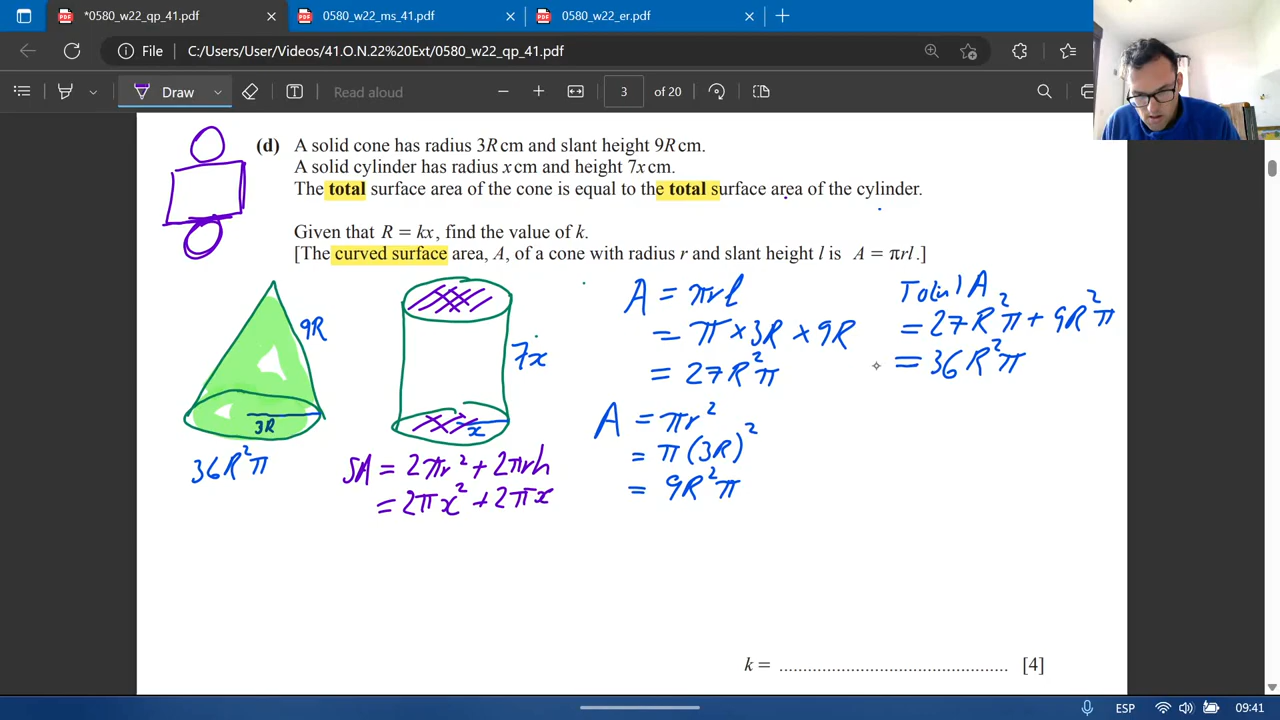 *0580_w22_qp_41.pdf
0580_w22_ms_41.pdf
0580_w22_er.pdf
File
C:/Users/User/Videos/41.O.N.22%20Ext/0580_w22_qp_41.pdf
Draw
Read aloud
3
of 20
(d) A solid cone has radius 3R cm and slant height 9R cm.
A solid cylinder has radius x cm and height 7x cm.
The total surface area of the cone is equal to the total surface area of the cylinder.
Given that R = kx, find the value of k.
[The curved surface area, A, of a cone with radius r and slant height l is A = πrl.]
9R
3R
36R²π
7x
x
SA = 2πr² + 2πrh
= 2πx² + 2πx
A = πrl
= π × 3R × 9R
= 27R²π
A = πr²
= π(3R)²
= 9R²π
Total A
= 27R²π + 9R²π
= 36R²π
k = ................................................ [4]
ESP
09:41